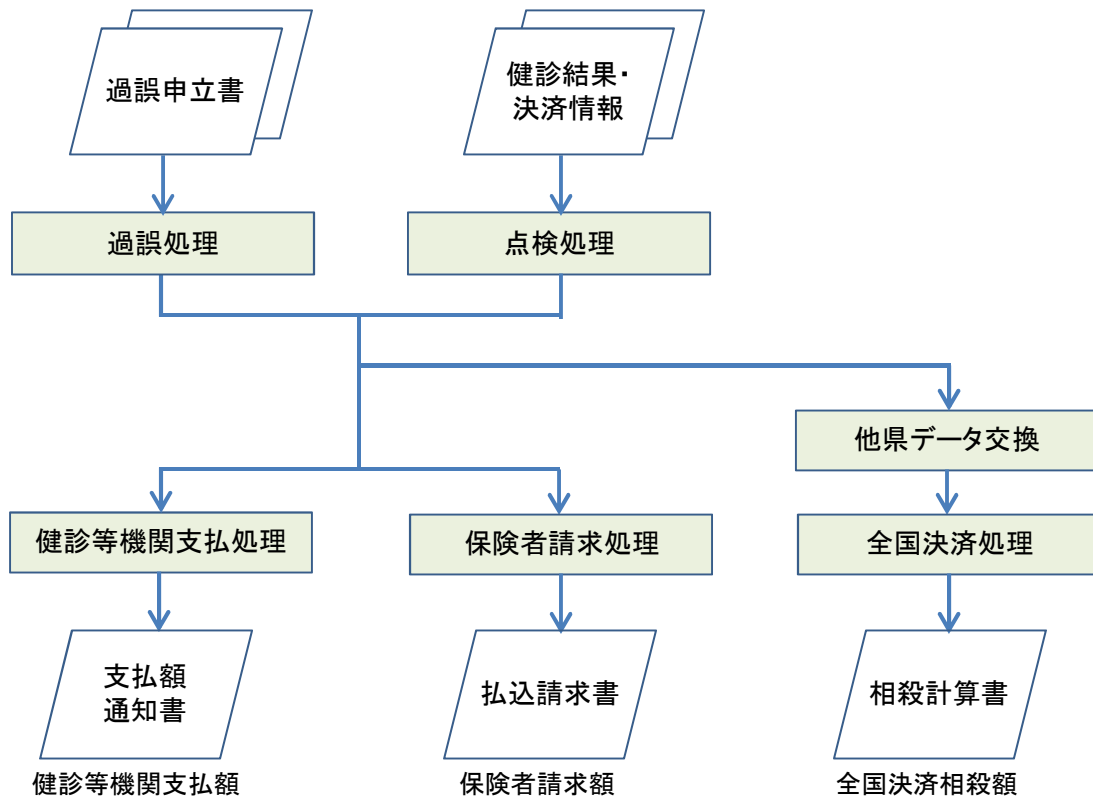 過誤申立書
健診結果・
決済情報
過誤処理
点検処理
他県データ交換
健診等機関支払処理
保険者請求処理
全国決済処理
支払額
通知書
払込請求書
相殺計算書
健診等機関支払額
保険者請求額
全国決済相殺額